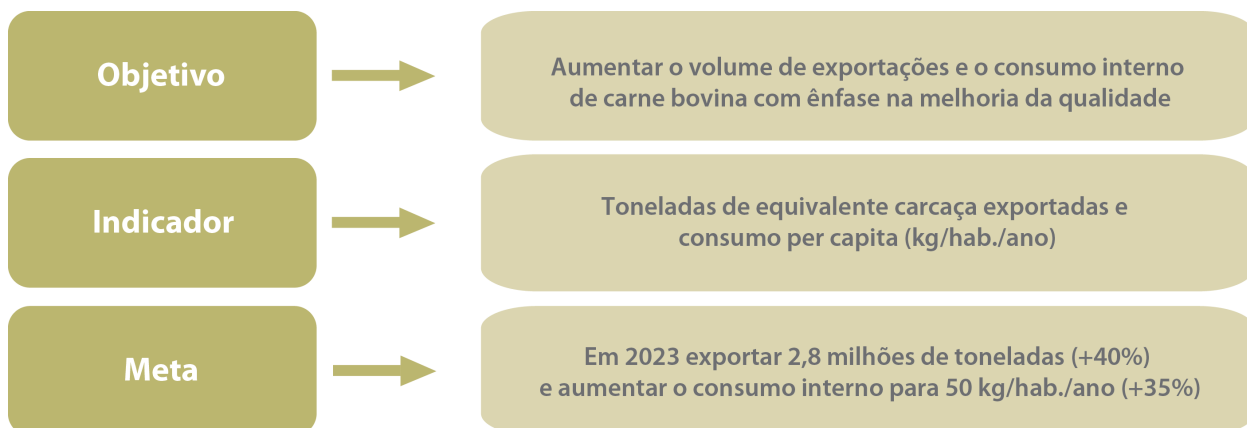 Objetivo
Aumentar o volume de exportações e o consumo interno
de carne bovina com ênfase na melhoria da qualidade
Indicador
Toneladas de equivalente carcaça exportadas e
consumo per capita (kg/hab./ano)
Meta
Em 2023 exportar 2,8 milhões de toneladas (+40%)
e aumentar o consumo interno para 50 kg/hab./ano (+35%)